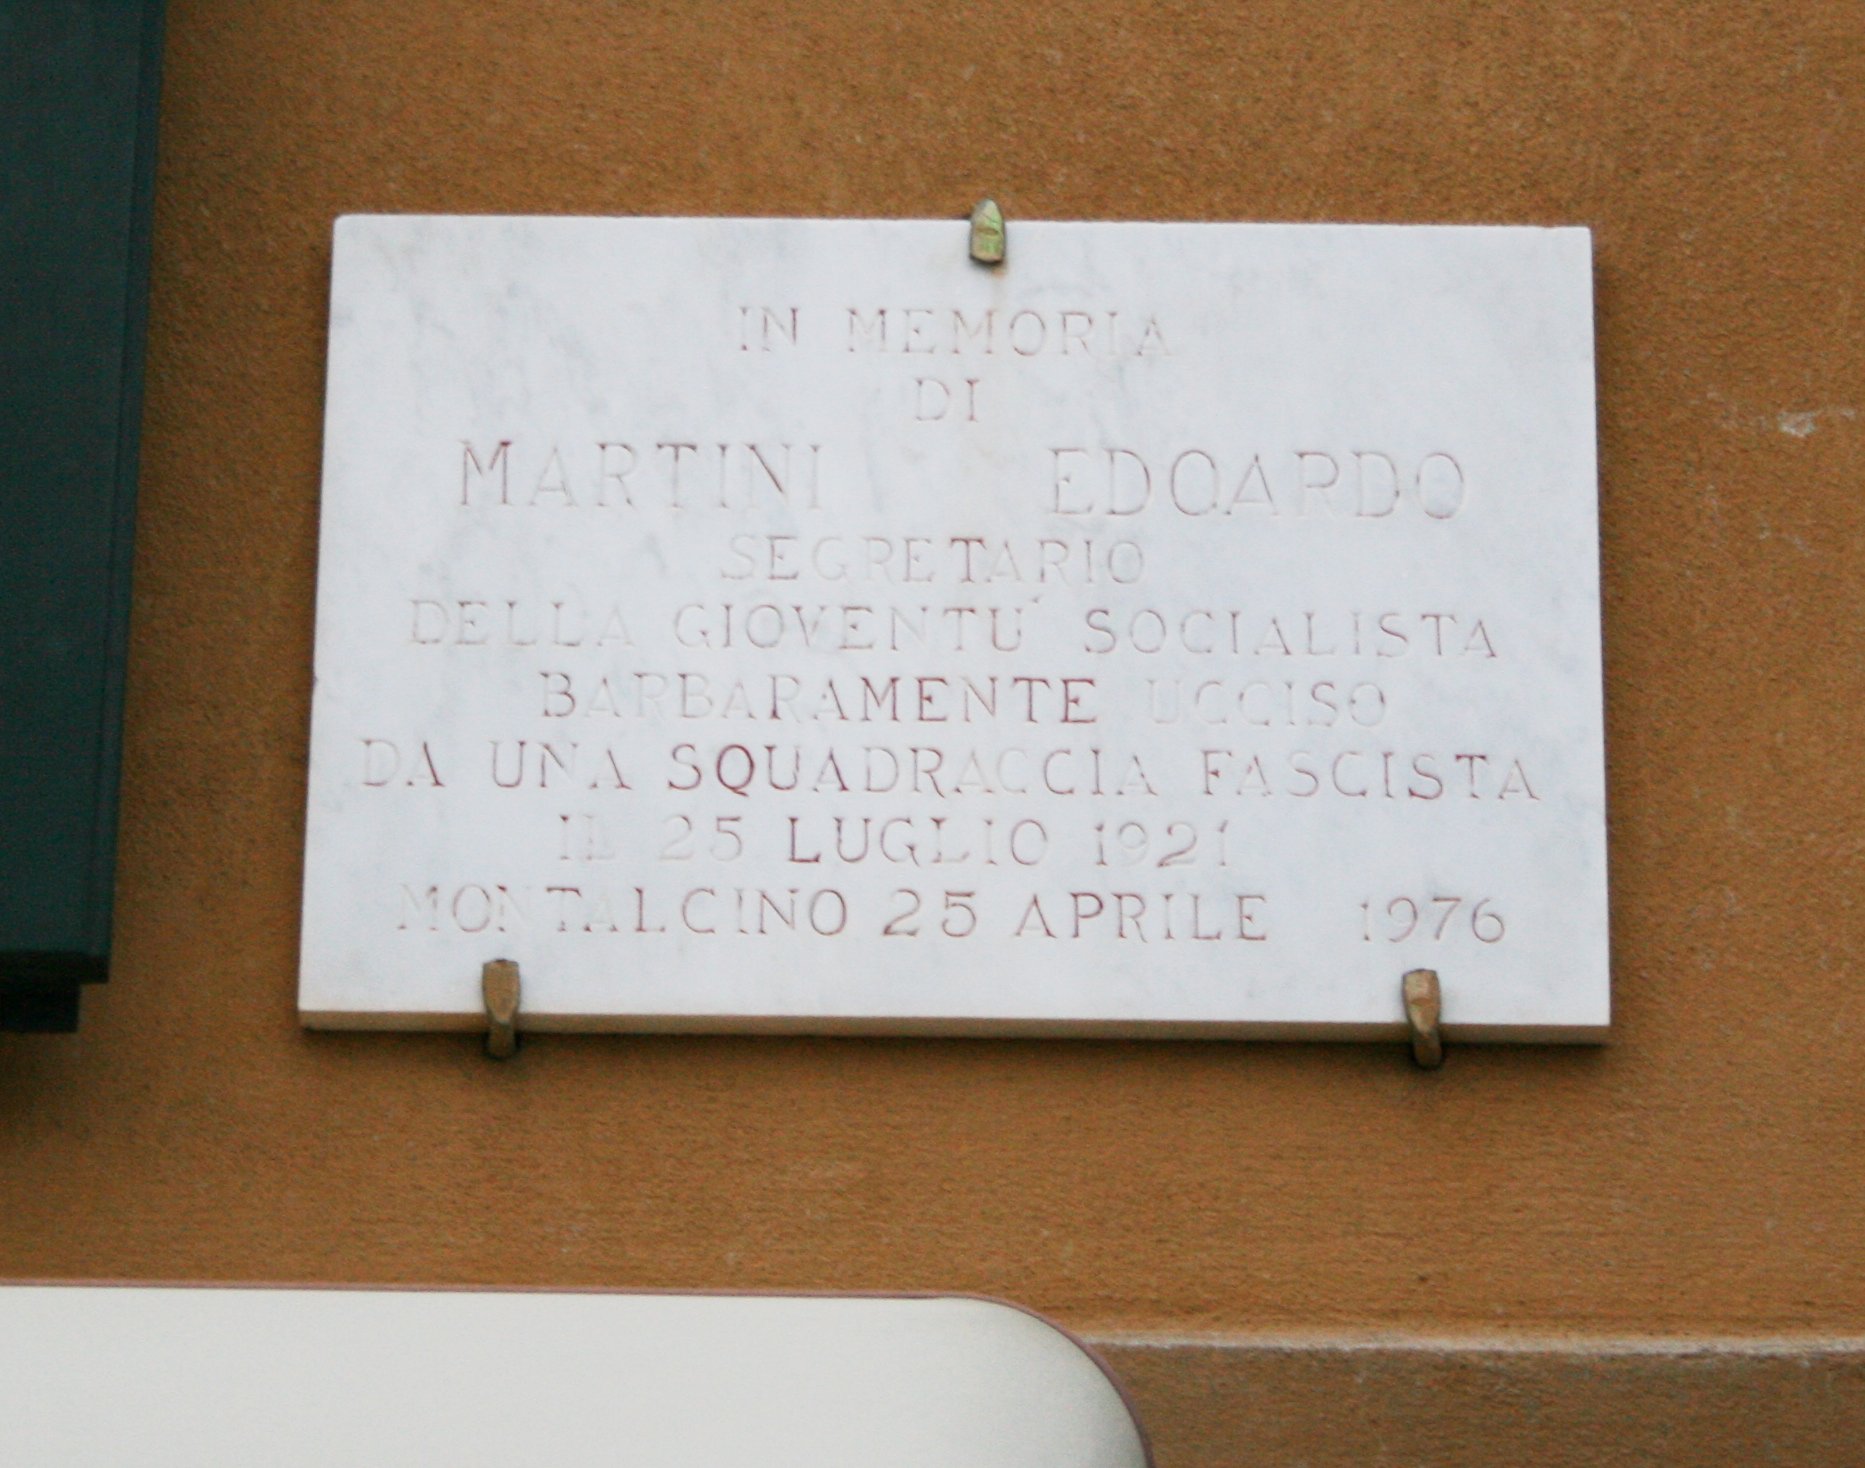 IN MEMORIA
DI
MARTINI EDOARDO
SEGRETARIO
DELLA GIOVENTU' SOCIALISTA
BARBARAMENTE UCCISO
DA UNA SQUADRACCIA FASCISTA
IL 25 LUGLIO 1921
MONTALCINO 25 APRILE 1976